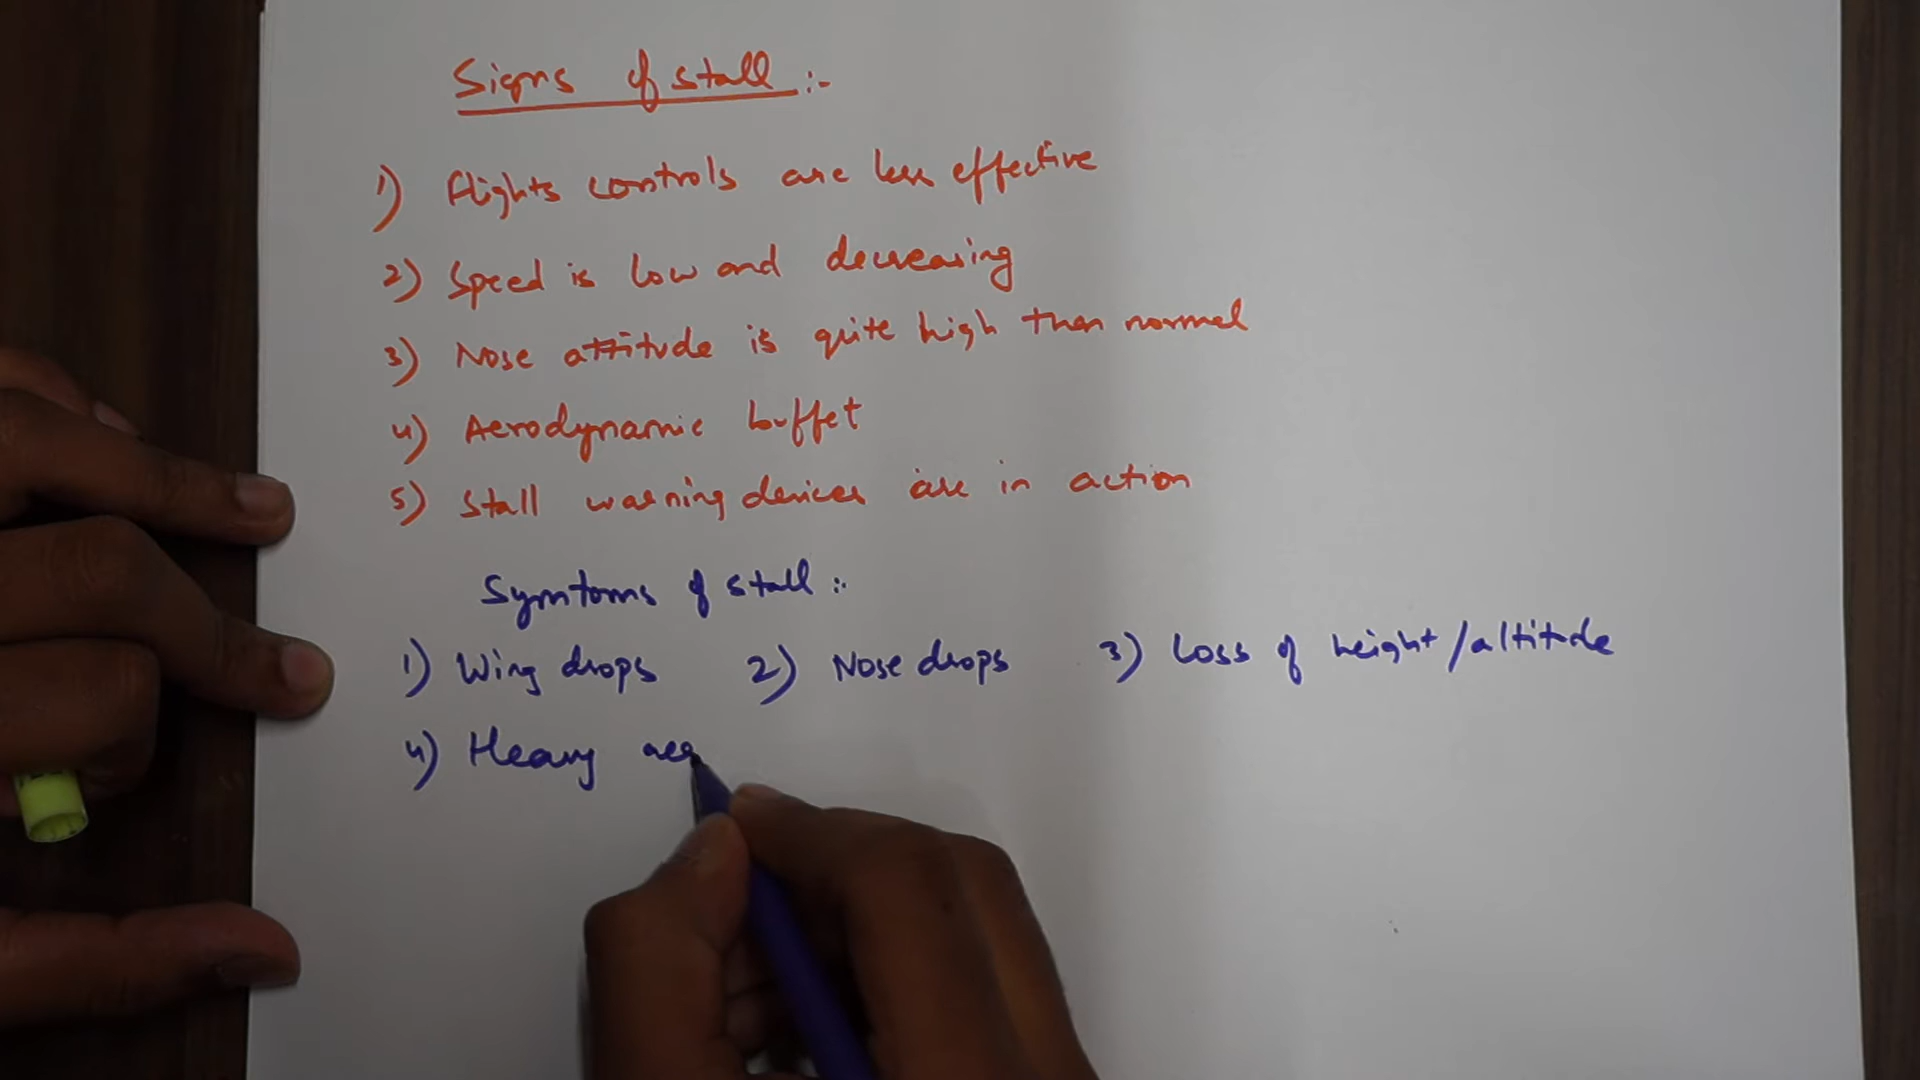 Signs of stall :-
1) Flights controls are less effective
2) Speed is low and decreasing
3) Nose attitude is quite high then normal
4) Aerodynamic buffet
5) Stall warning devices are in action
Symtoms of stall :-
1) Wing drops 2) Nose drops 3) Loss of height/altitude
4) Heavy aer